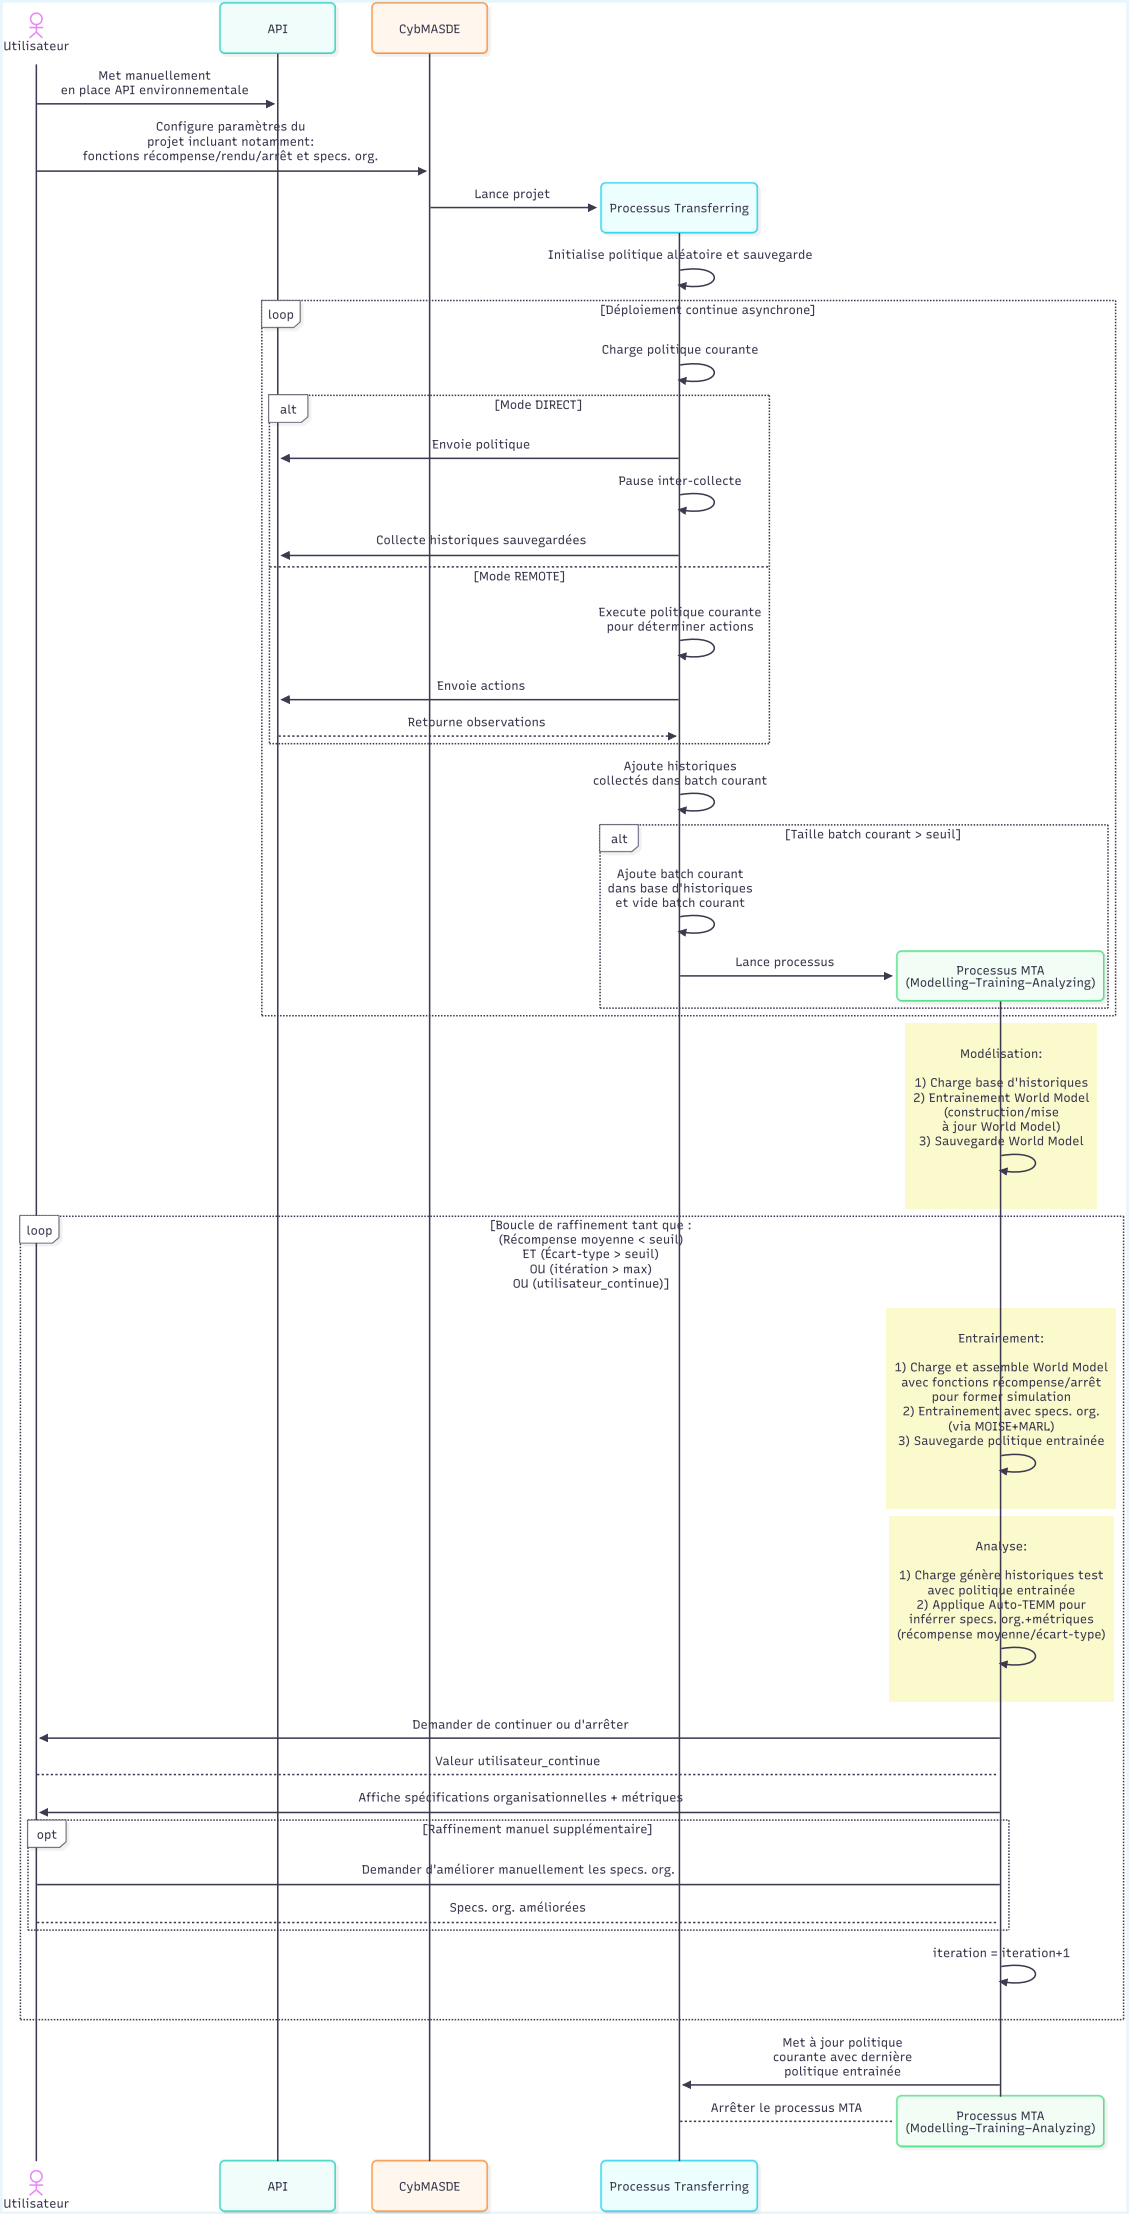 Utilisateur
API
CybMASDE
Met manuellement
en place API environnementale
Configure paramètres du
projet incluant notamment:
fonctions récompense/rendu/arrêt et specs. org.
Lance projet
Processus Transferring
Initialise politique aléatoire et sauvegarde
loop
[Déploiement continue asynchrone]
Charge politique courante
alt
[Mode DIRECT]
Envoie politique
Pause inter-collecte
Collecte historiques sauvegardées
[Mode REMOTE]
Execute politique courante
pour déterminer actions
Envoie actions
Retourne observations
Ajoute historiques
collectés dans batch courant
alt
[Taille batch courant > seuil]
Ajoute batch courant
dans base d'historiques
et vide batch courant
Lance processus
Processus MTA
(Modelling–Training–Analyzing)
Modélisation:
1) Charge base d'historiques
2) Entrainement World Model
(construction/mise
à jour World Model)
3) Sauvegarde World Model
loop
[Boucle de raffinement tant que :
(Récompense moyenne < seuil)
ET (Écart-type > seuil)
OU (itération > max)
OU (utilisateur_continue)]
Entrainement:
1) Charge et assemble World Model
avec fonctions récompense/arrêt
pour former simulation
2) Entrainement avec specs. org.
(via MOISE+MARL)
3) Sauvegarde politique entrainée
Analyse:
1) Charge génère historiques test
avec politique entrainée
2) Applique Auto-TEMM pour
inférrer specs. org.+métriques
(récompense moyenne/écart-type)
Demander de continuer ou d'arrêter
Valeur utilisateur_continue
Affiche spécifications organisationnelles + métriques
opt
[Raffinement manuel supplémentaire]
Demander d'améliorer manuellement les specs. org.
Specs. org. améliorées
iteration = iteration+1
Met à jour politique
courante avec dernière
politique entrainée
Arrêter le processus MTA
Processus MTA
(Modelling–Training–Analyzing)
Utilisateur
API
CybMASDE
Processus Transferring